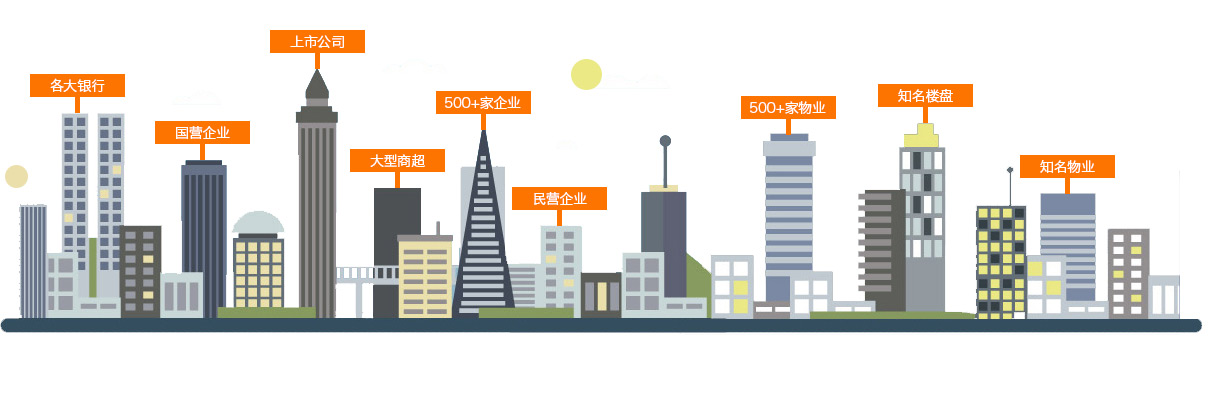 各大银行
国营企业
上市公司
大型商超
500+家企业
民营企业
500+家物业
知名楼盘
知名物业